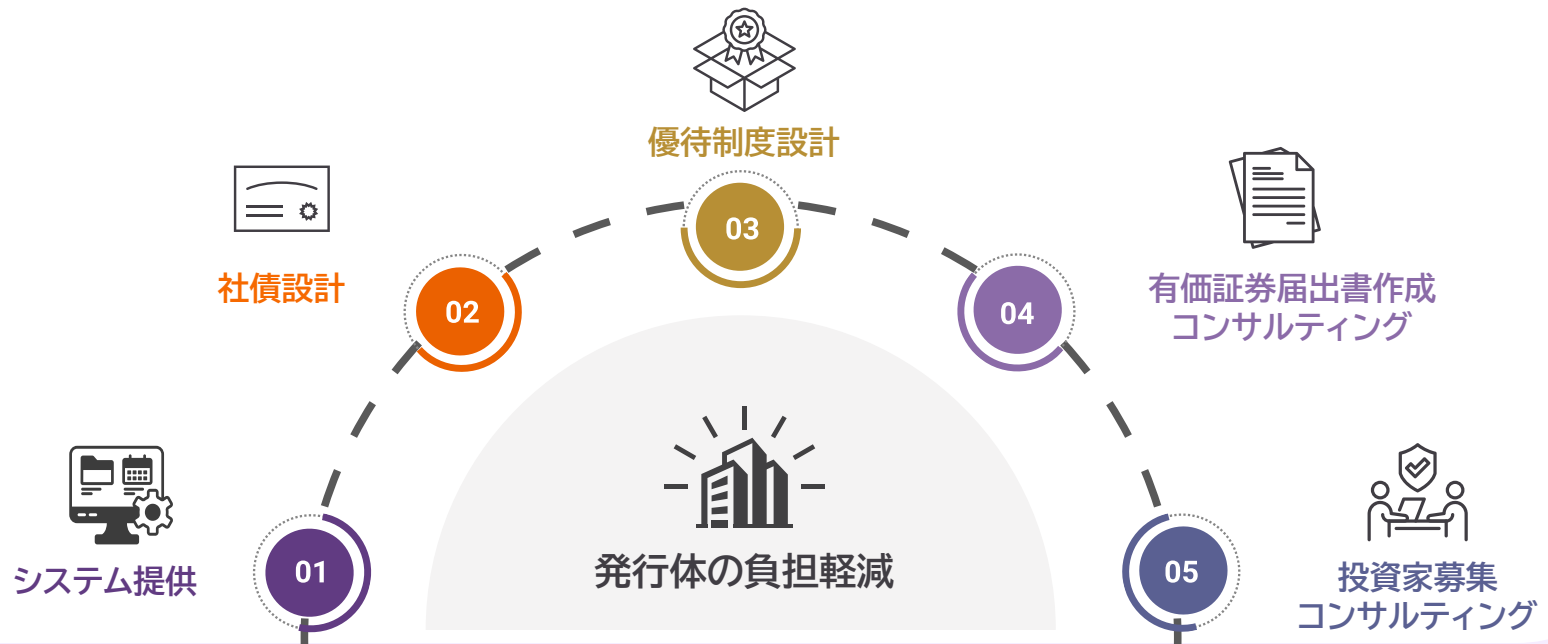 01
システム提供
02
社債設計
03
優待制度設計
04
有価証券届出書作成
コンサルティング
05
投資家募集
コンサルティング
発行体の負担軽減